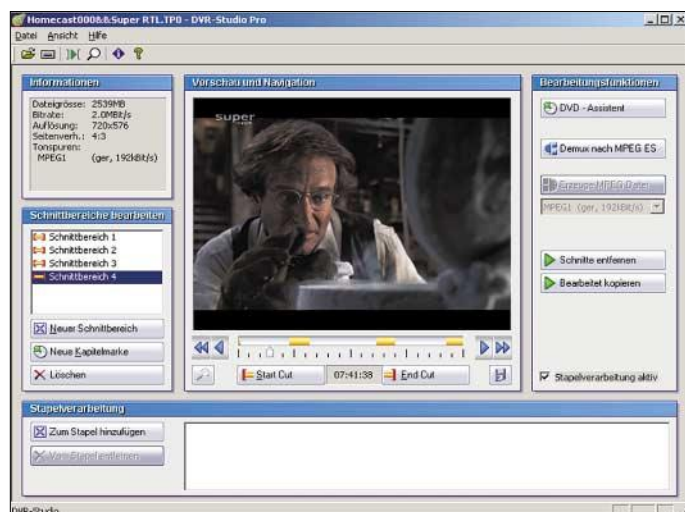 Homecast000&&Super RTL.TP0 - DVR-Studio Pro
Datei Ansicht Hilfe
Informationen
Dateigrösse: 2539MB
Bitrate: 2.0MBit/s
Auflösung: 720x576
Seitenverh.: 4:3
Tonspuren:
MPEG1 (ger, 192kBit/s)
Schnittbereiche bearbeiten
Schnittbereich 1
Schnittbereich 2
Schnittbereich 3
Schnittbereich 4
Neuer Schnittbereich
Neue Kapitelmarke
Löschen
Vorschau und Navigation
super
Start Cut
07:41:38
End Cut
Bearbeitungsfunktionen
DVD - Assistent
Demux nach MPEG ES
Erzeuge MPEG Datei
MPEG1 (ger, 192kBit/s)
Schnitte entfernen
Bearbeitet kopieren
Stapelverarbeitung aktiv
Stapelverarbeitung
Zum Stapel hinzufügen
Vom Stapel entfernen
DVR-Studio